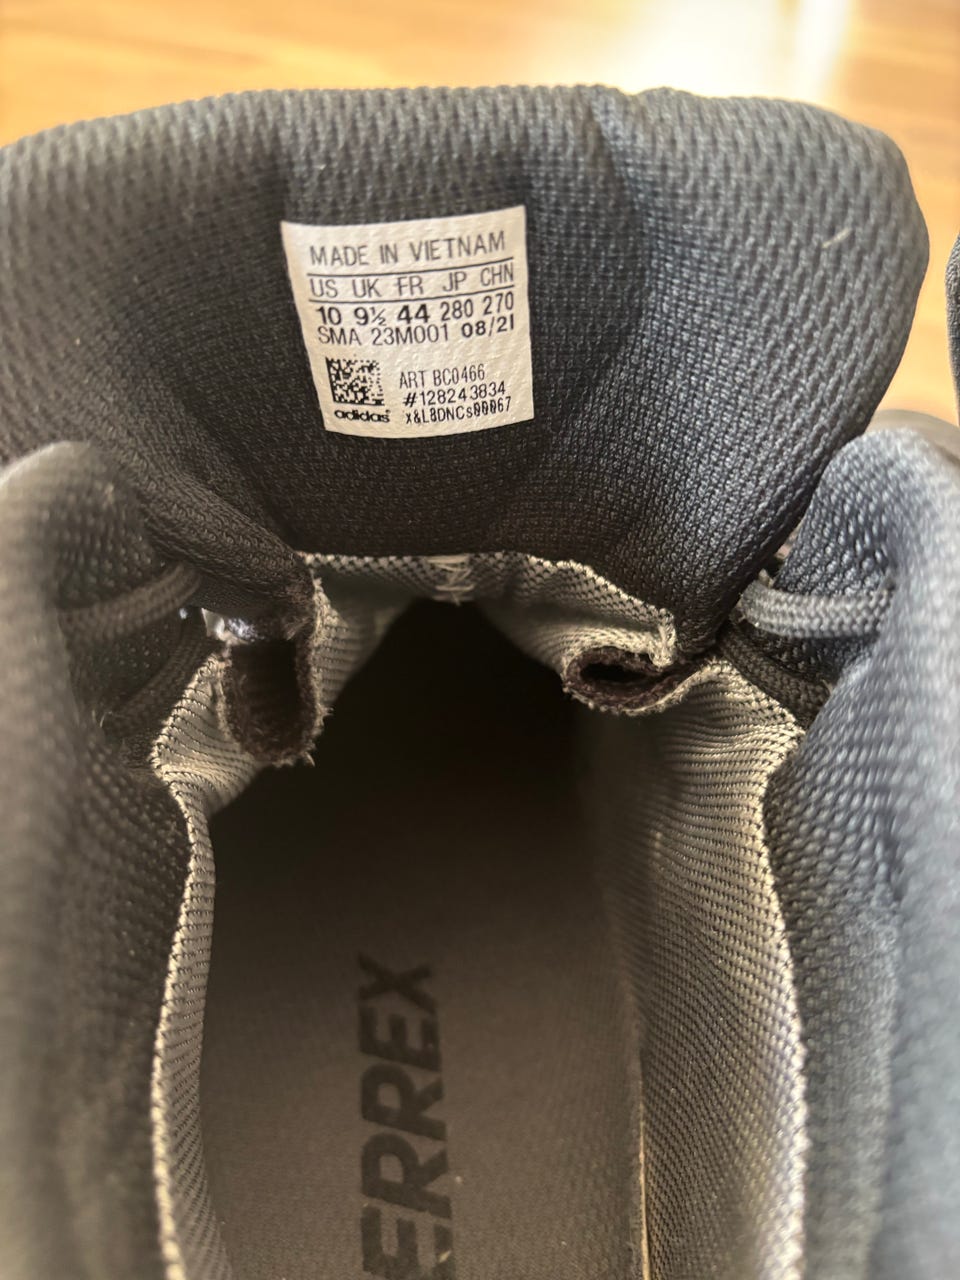 MADE IN VIETNAM
US UK FR JP CHN
10 9½ 44 280 270
SMA 23M001 08/21
ART BC0466
#128243834
adidas x&L8DNCs00067
ERREX